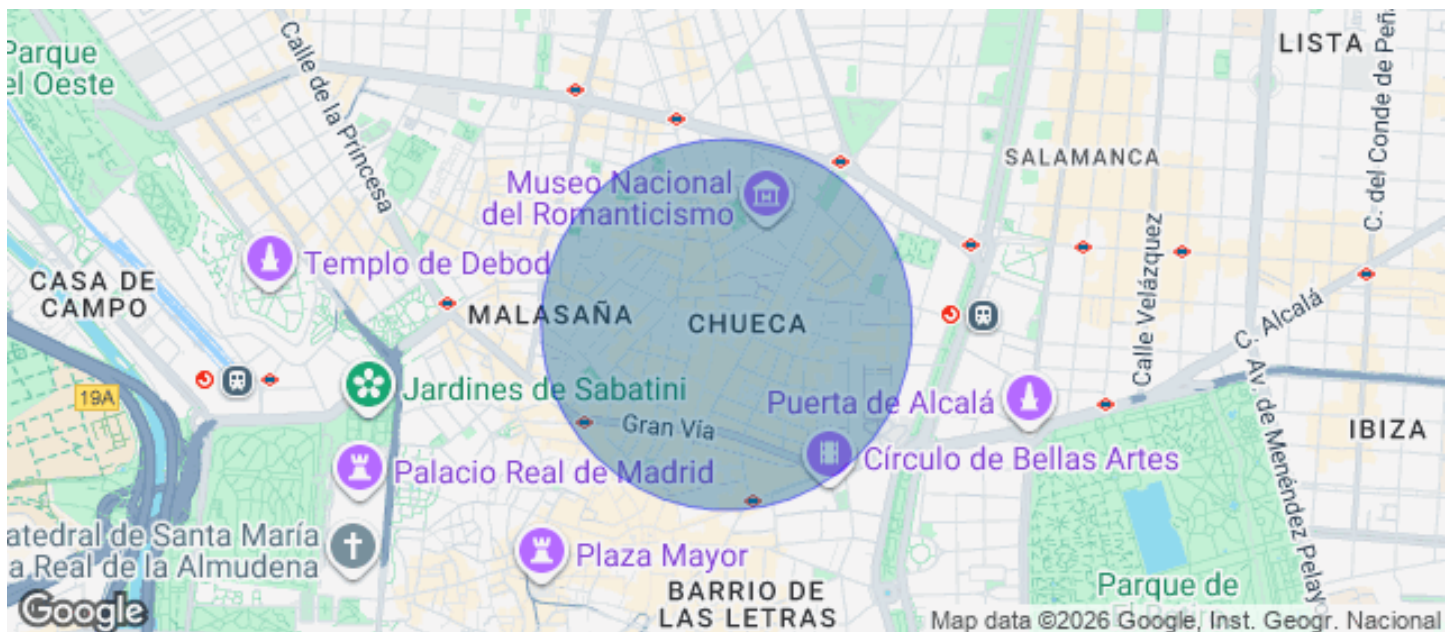 Parque
el Oeste
Calle de la Princesa
LISTA
C. del Conde de Peña
SALAMANCA
Museo Nacional
del Romanticismo
Templo de Debod
CASA DE
CAMPO
MALASAÑA
CHUECA
Calle Velázquez
C. Alcalá
19A
Jardines de Sabatini
Puerta de Alcalá
Gran Vía
C. Av. de Menéndez Pelayo
IBIZA
Palacio Real de Madrid
Círculo de Bellas Artes
atedral de Santa María
a Real de la Almudena
Plaza Mayor
BARRIO DE
LAS LETRAS
Parque de
Google
Map data ©2026 Google, Inst. Geogr. Nacional